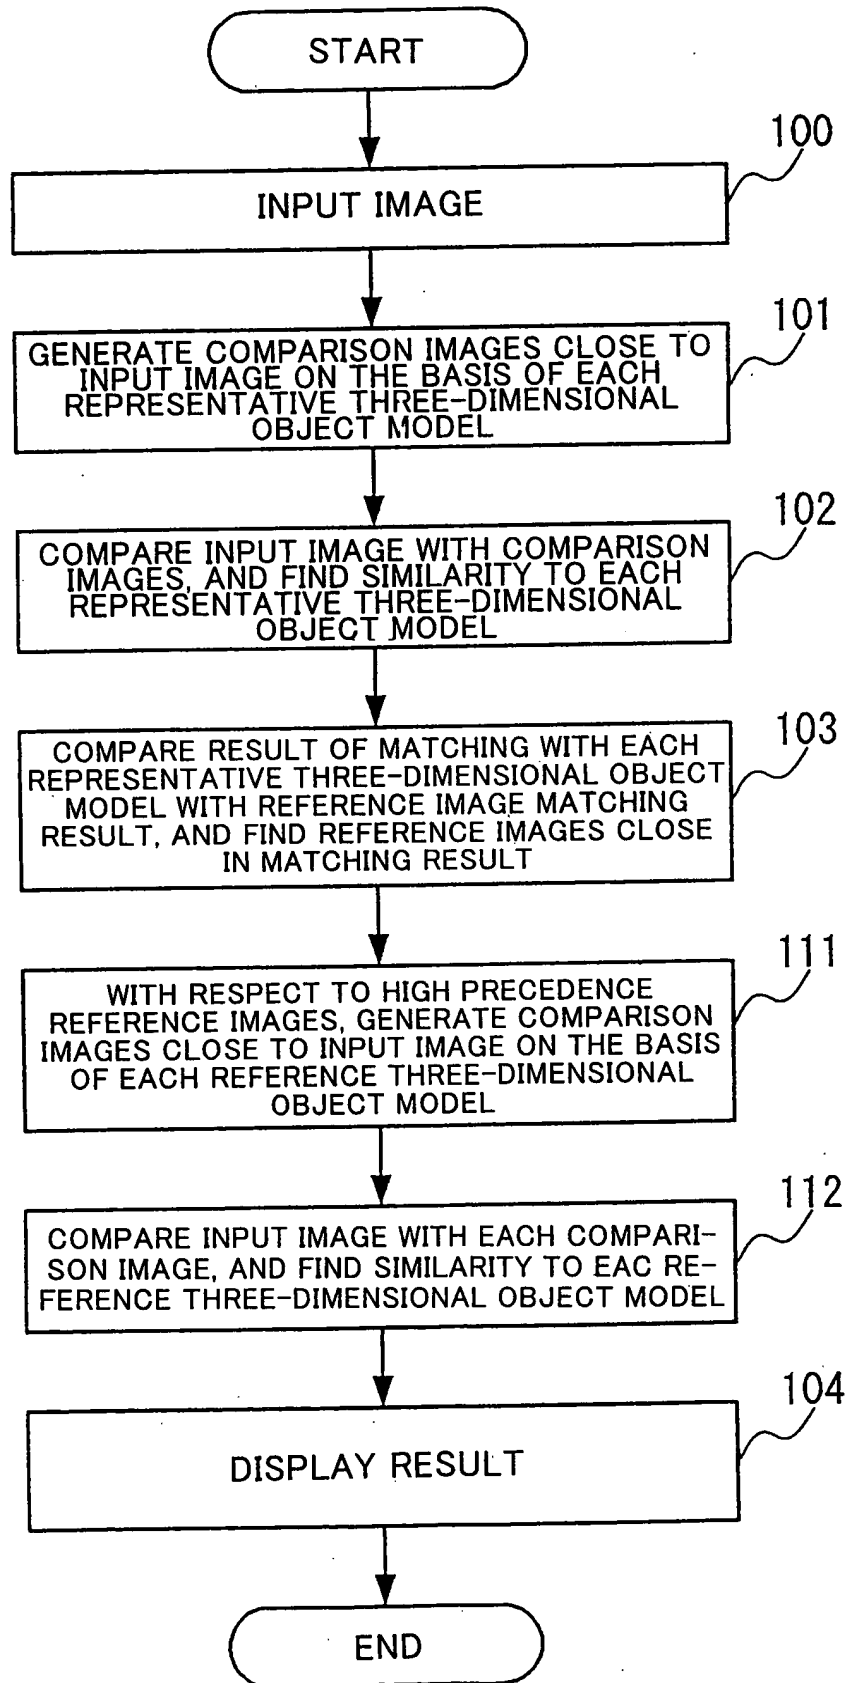 START
100
INPUT IMAGE
101
GENERATE COMPARISON IMAGES CLOSE TO
INPUT IMAGE ON THE BASIS OF EACH
REPRESENTATIVE THREE-DIMENSIONAL
OBJECT MODEL
102
COMPARE INPUT IMAGE WITH COMPARISON
IMAGES, AND FIND SIMILARITY TO EACH
REPRESENTATIVE THREE-DIMENSIONAL
OBJECT MODEL
103
COMPARE RESULT OF MATCHING WITH EACH
REPRESENTATIVE THREE-DIMENSIONAL OBJECT
MODEL WITH REFERENCE IMAGE MATCHING
RESULT, AND FIND REFERENCE IMAGES CLOSE
IN MATCHING RESULT
111
WITH RESPECT TO HIGH PRECEDENCE
REFERENCE IMAGES, GENERATE COMPARISON
IMAGES CLOSE TO INPUT IMAGE ON THE BASIS
OF EACH REFERENCE THREE-DIMENSIONAL
OBJECT MODEL
112
COMPARE INPUT IMAGE WITH EACH COMPARI-
SON IMAGE, AND FIND SIMILARITY TO EAC RE-
FERENCE THREE-DIMENSIONAL OBJECT MODEL
104
DISPLAY RESULT
END